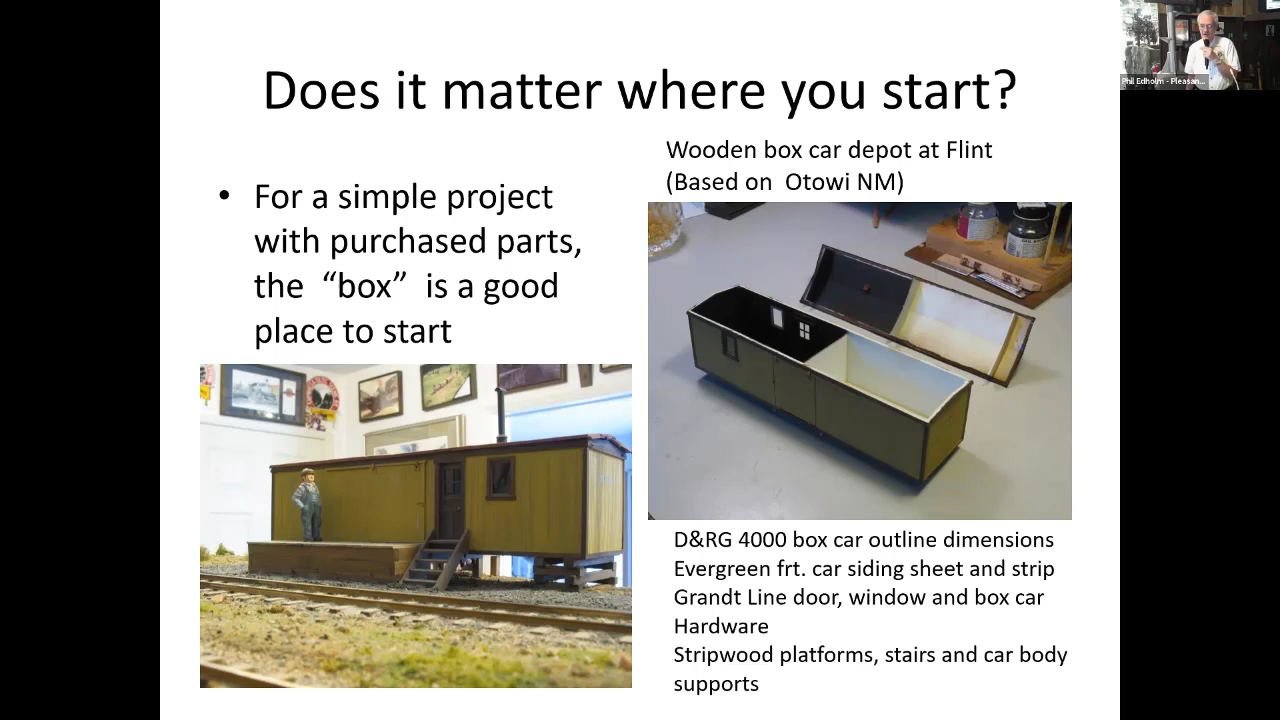 Does it matter where you start?
• For a simple project
with purchased parts,
the “box” is a good
place to start
Wooden box car depot at Flint
(Based on Otowi NM)
D&RG 4000 box car outline dimensions
Evergreen frt. car siding sheet and strip
Grandt Line door, window and box car
Hardware
Stripwood platforms, stairs and car body
supports
Phil Edholm - Pleasan...